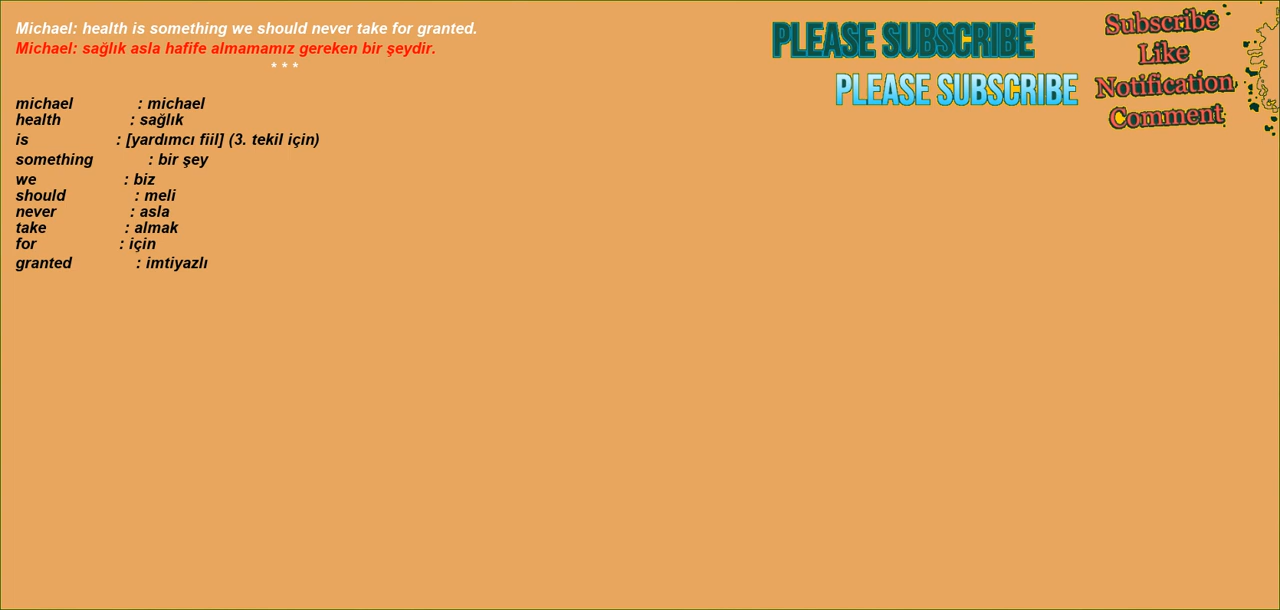 Michael: health is something we should never take for granted.
Michael: sağlık asla hafife almamamız gereken bir şeydir.
* * *
michael : michael
health : sağlık
is : [yardımcı fiil] (3. tekil için)
something : bir şey
we : biz
should : meli
never : asla
take : almak
for : için
granted : imtiyazlı
PLEASE SUBSCRIBE
PLEASE SUBSCRIBE
Subscribe
Like
Notification
Comment